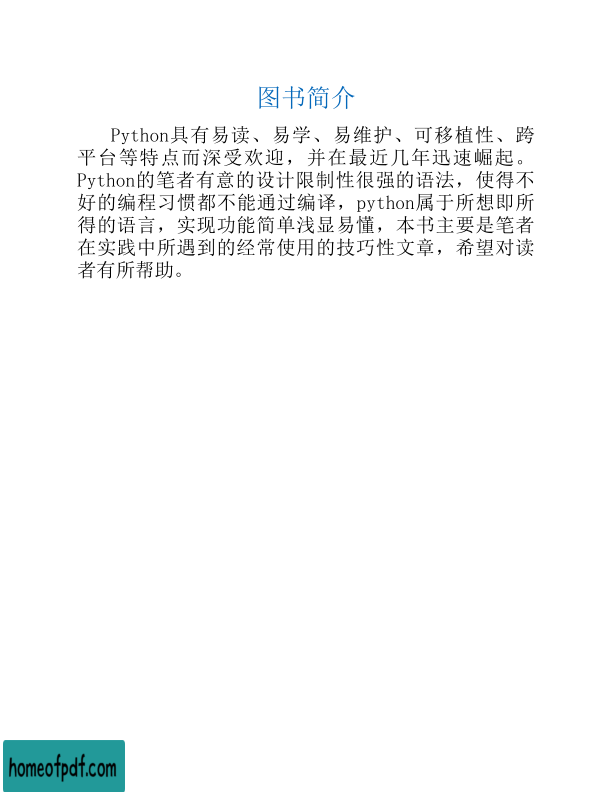 图书简介
Python具有易读、易学、易维护、可移植性、跨
平台等特点而深受欢迎，并在最近几年迅速崛起。
Python的笔者有意的设计限制性很强的语法，使得不
好的编程习惯都不能通过编译，python属于所想即所
得的语言，实现功能简单浅显易懂，本书主要是笔者
在实践中所遇到的经常使用的技巧性文章，希望对读
者有所帮助。
homeofpdf.com